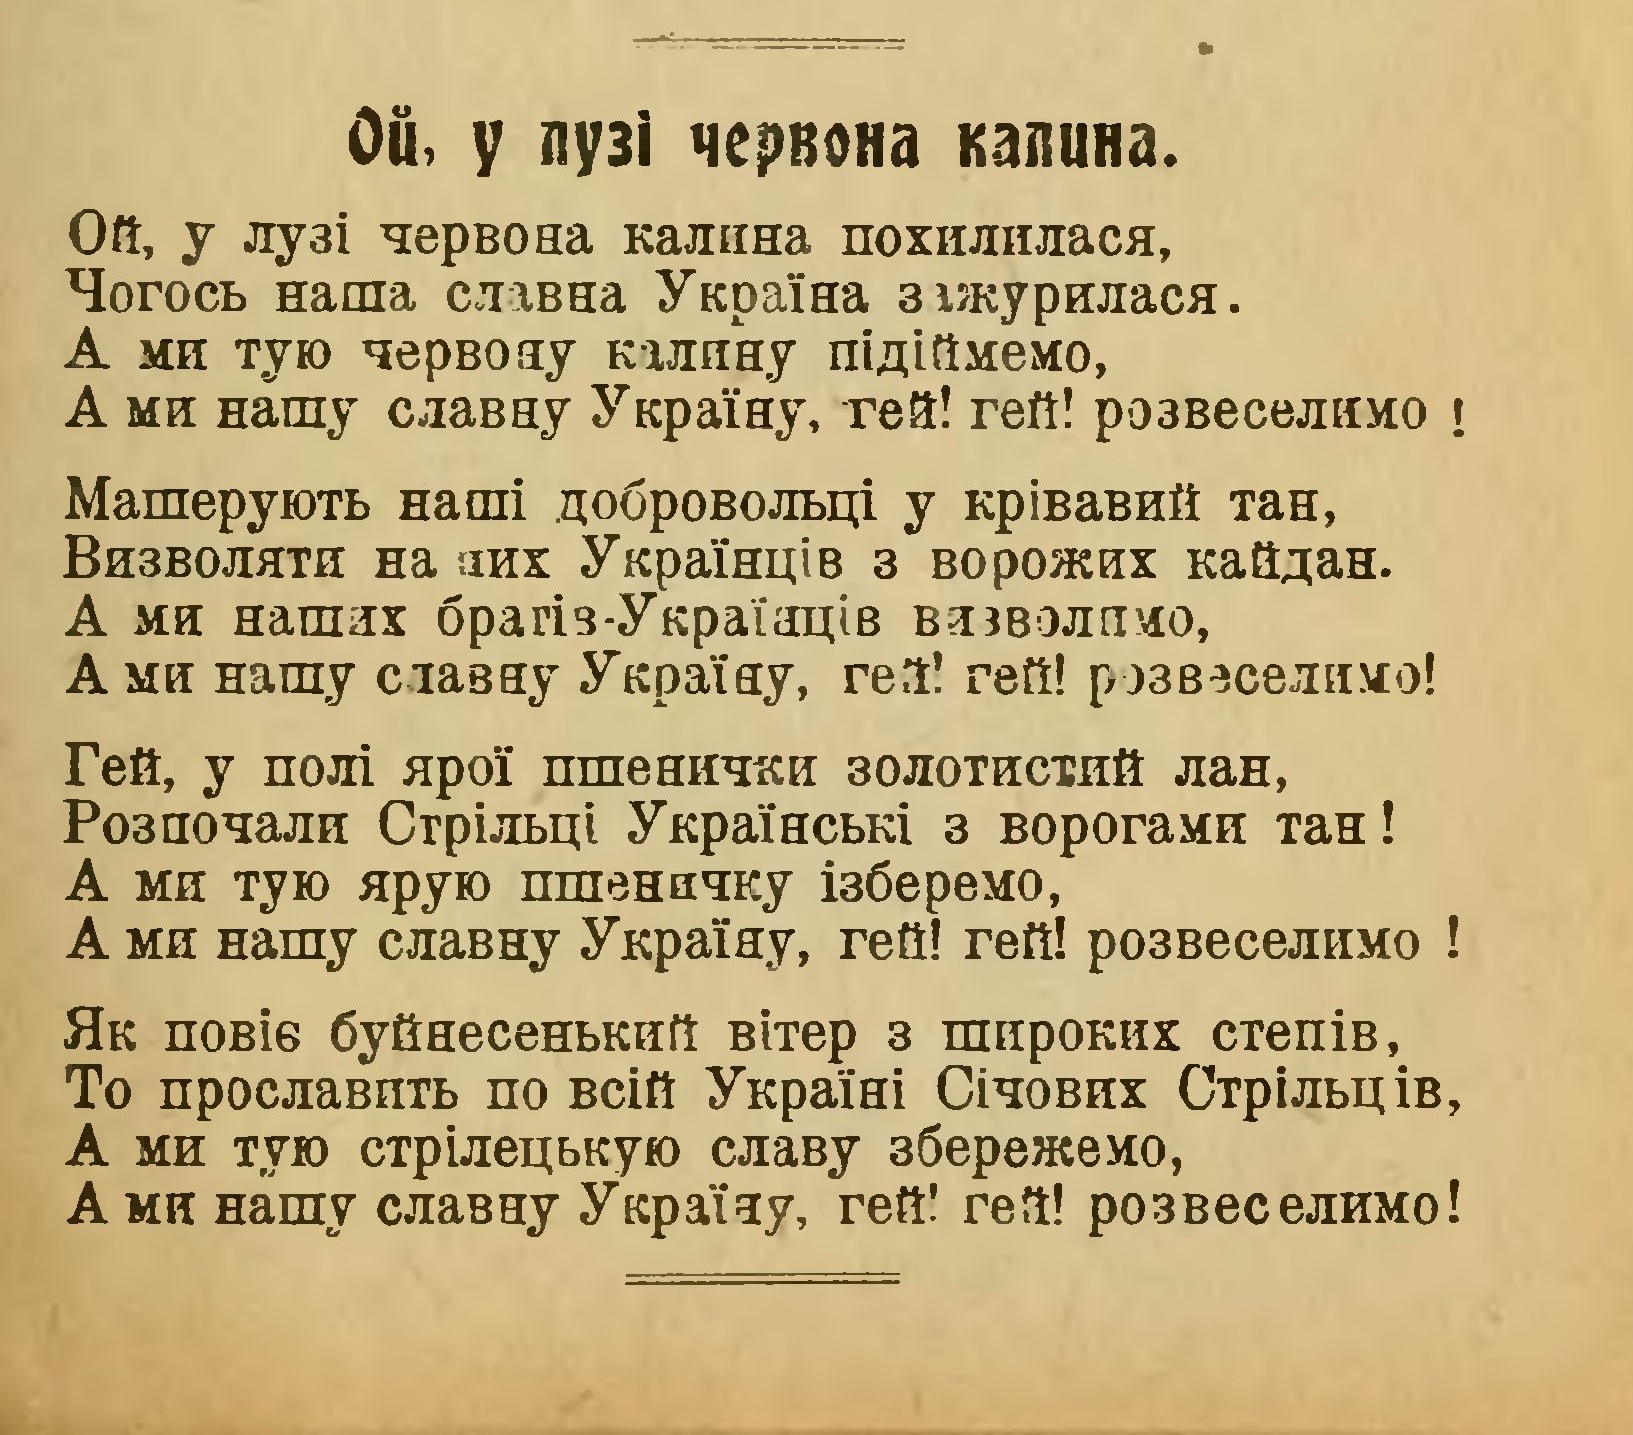 Ой, у лузі червона калина.
Ой, у лузі червона калина похилилася,
Чогось наша славна Україна зажурилася.
А ми тую червону калину підіймемо,
А ми нашу славну Україну, гей! гей! розвеселимо!
Машерують наші добровольці у крівавий тан,
Визволяти наших Українців з ворожих кайдан.
А ми наших братів-Українців визволимо,
А ми нашу славну Україну, гей! гей! розвеселимо!
Гей, у полі ярої пшенички золотистий лан,
Розпочали Стрільці Українські з ворогами тан!
А ми тую ярую пшеничку ізберемо,
А ми нашу славну Україну, гей! гей! розвеселимо!
Як повіє буйнесенький вітер з широких степів,
То прославить по всій Україні Січових Стрільців,
А ми тую стрілецькую славу збережемо,
А ми нашу славну Україну, гей! гей! розвеселимо!